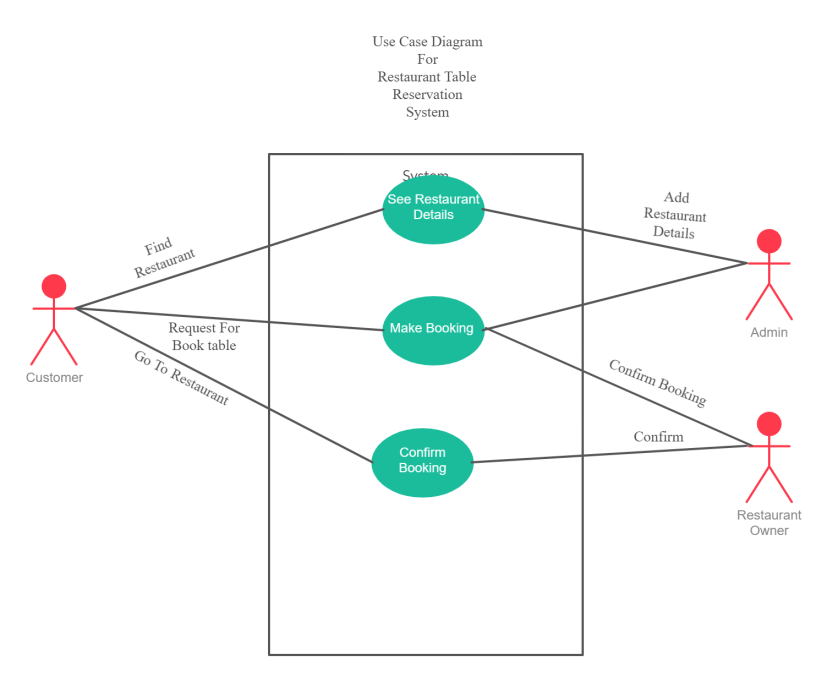 Use Case Diagram
For
Restaurant Table
Reservation
System
System
See Restaurant
Details
Add
Restaurant
Details
Find
Restaurant
Request For
Book table
Make Booking
Admin
Customer
Go To Restaurant
Confirm Booking
Confirm
Confirm
Booking
Restaurant
Owner